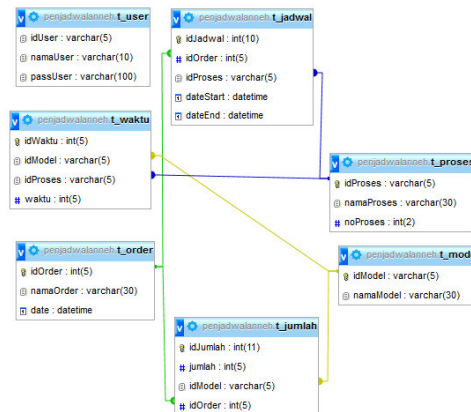 penjadwalanneh.t_user
idUser : varchar(5)
namaUser : varchar(10)
passUser : varchar(100)
penjadwalanneh.t_jadwal
idJadwal : int(10)
idOrder : int(5)
idProses : varchar(5)
dateStart : datetime
dateEnd : datetime
penjadwalanneh.t_waktu
idWaktu : int(5)
idModel : varchar(5)
idProses : varchar(5)
waktu : int(5)
penjadwalanneh.t_proses
idProses : varchar(5)
namaProses : varchar(30)
noProses : int(2)
penjadwalanneh.t_order
idOrder : int(5)
namaOrder : varchar(30)
date : datetime
penjadwalanneh.t_mode
idModel : varchar(5)
namaModel : varchar(30)
penjadwalanneh.t_jumlah
idJumlah : int(11)
jumlah : int(5)
idModel : varchar(5)
idOrder : int(5)